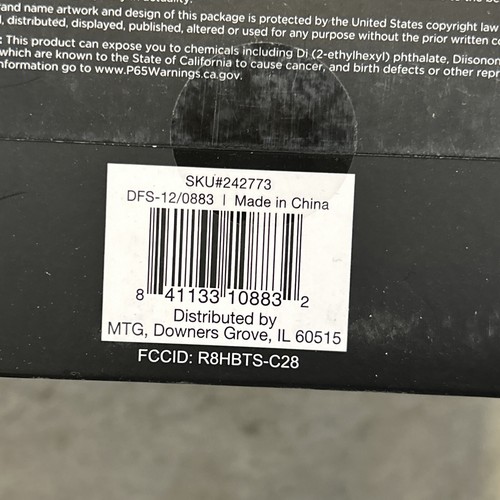 and name artwork and design of this package is protected by the United States copyright law
distributed, displayed, published, altered or used for any purpose without the prior written
: This product can expose you to chemicals including Di (2-ethylhexyl) phthalate,
which are known to the State of California to cause cancer, and birth defects or other
information go to www.P65Warnings.ca.gov.
SKU#242773
DFS-12/0883 | Made in China
8 41133 10883 2
Distributed by
MTG, Downers Grove, IL 60515
FCCID: R8HBTS-C28